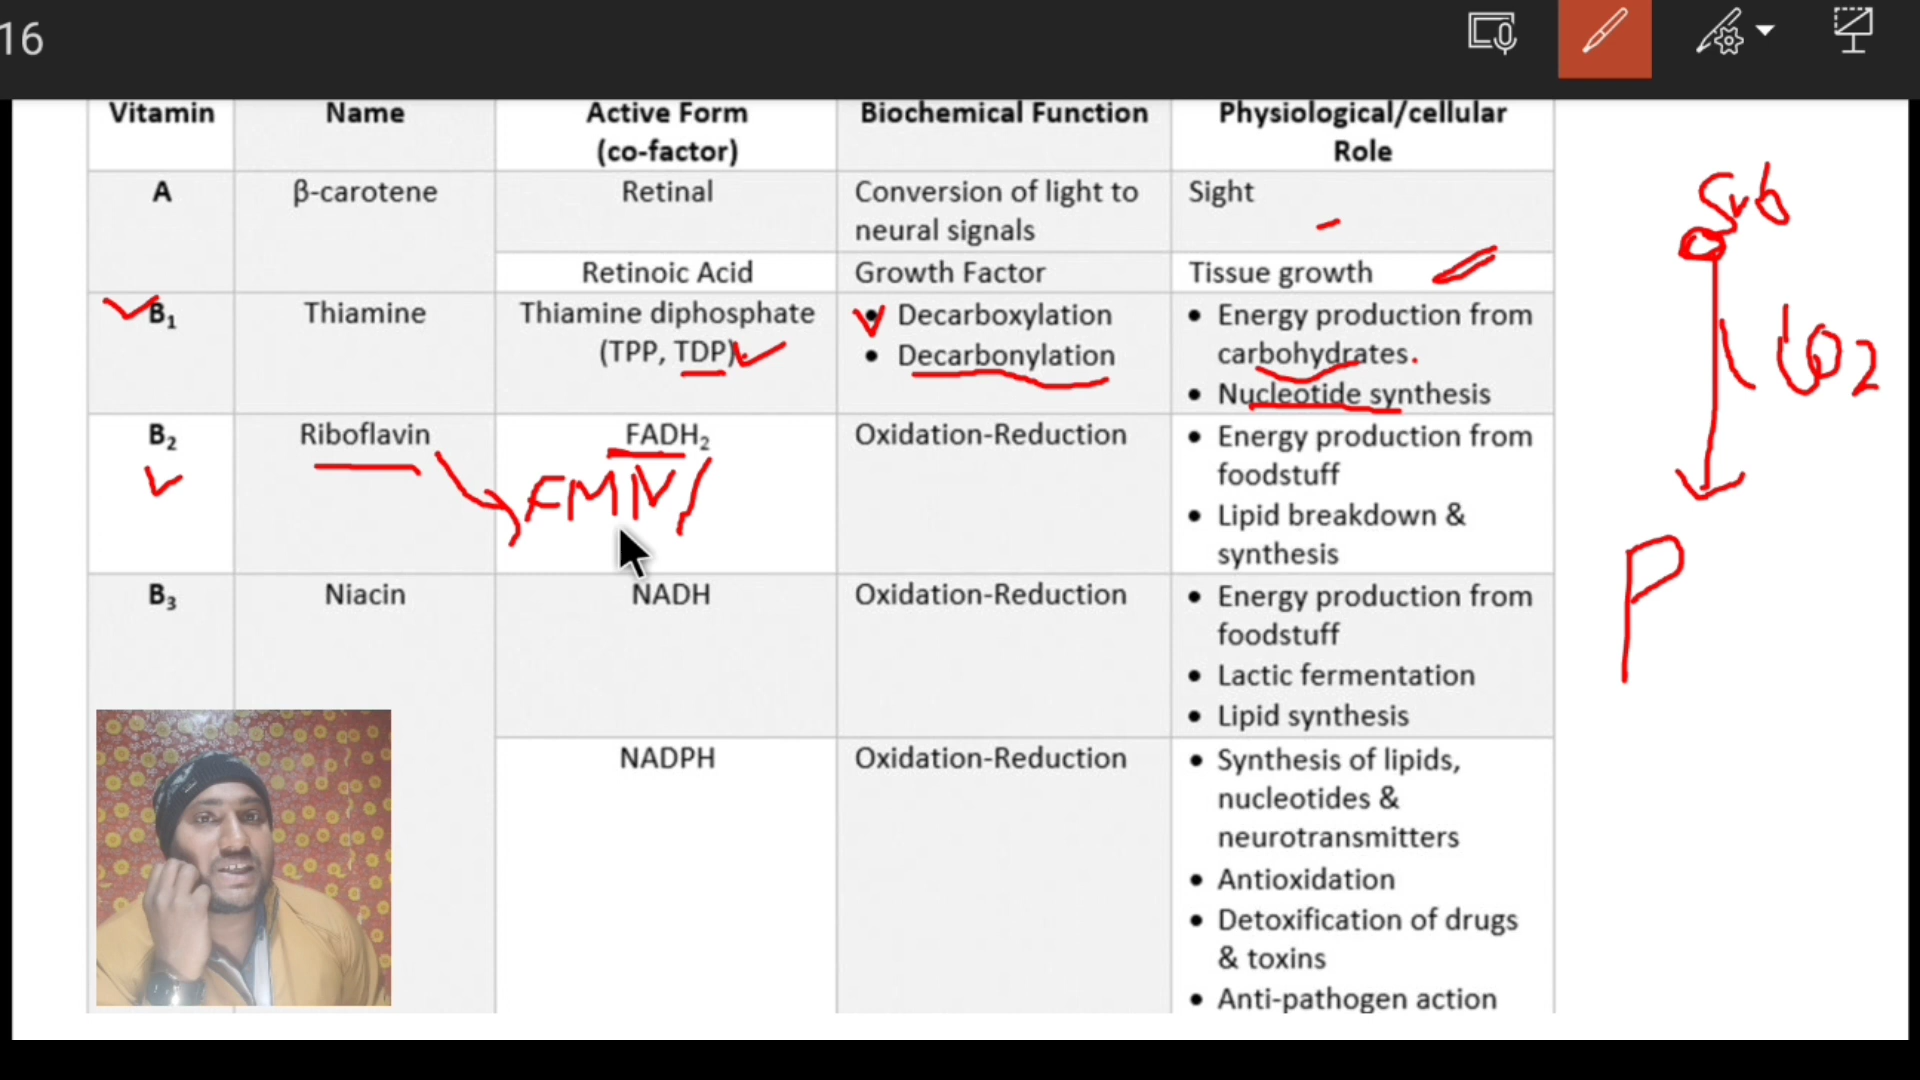 16
Vitamin
Name
Active Form
(co-factor)
Biochemical Function
Physiological/cellular
Role
A
β-carotene
Retinal
Conversion of light to
neural signals
Sight
Retinoic Acid
Growth Factor
Tissue growth
B₁
Thiamine
Thiamine diphosphate
(TPP, TDP)
• Decarboxylation
• Decarbonylation
• Energy production from
carbohydrates.
• Nucleotide synthesis
B₂
Riboflavin
FADH₂
FMN
Oxidation-Reduction
• Energy production from
foodstuff
• Lipid breakdown &
synthesis
B₃
Niacin
NADH
Oxidation-Reduction
• Energy production from
foodstuff
• Lactic fermentation
• Lipid synthesis
NADPH
Oxidation-Reduction
• Synthesis of lipids,
nucleotides &
neurotransmitters
• Antioxidation
• Detoxification of drugs
& toxins
• Anti-pathogen action
Sub
CO2
P